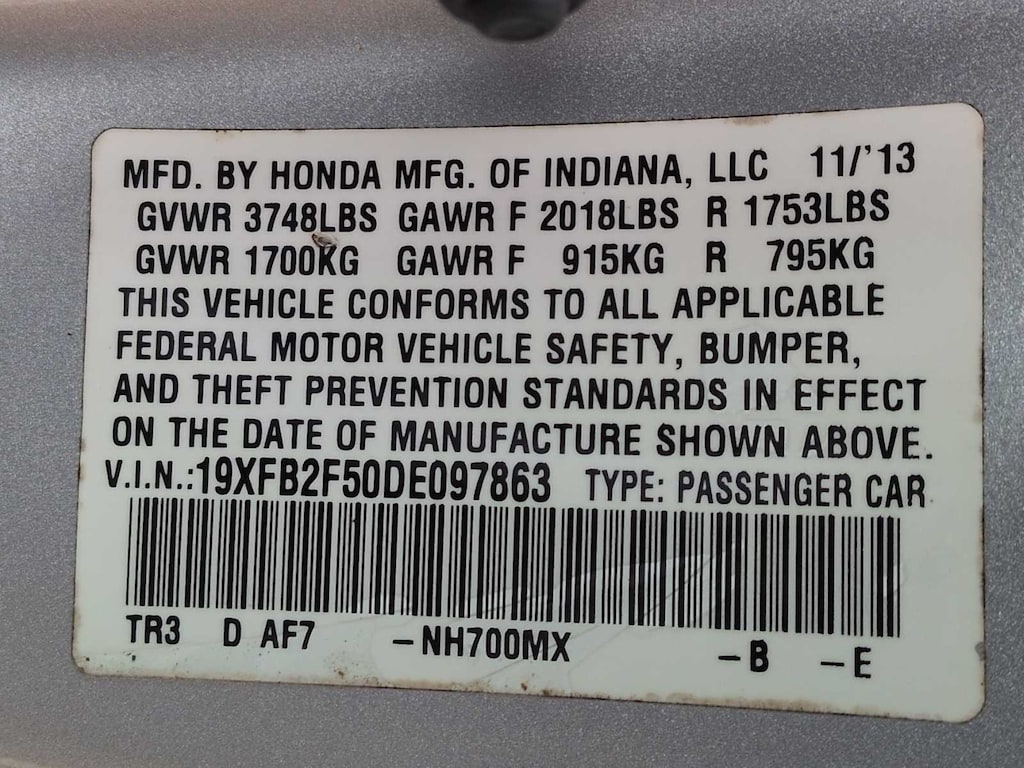 MFD. BY HONDA MFG. OF INDIANA, LLC 11/'13
GVWR 3748LBS GAWR F 2018LBS R 1753LBS
GVWR 1700KG GAWR F 915KG R 795KG
THIS VEHICLE CONFORMS TO ALL APPLICABLE
FEDERAL MOTOR VEHICLE SAFETY, BUMPER,
AND THEFT PREVENTION STANDARDS IN EFFECT
ON THE DATE OF MANUFACTURE SHOWN ABOVE.
V.I.N.:19XFB2F50DE097863 TYPE: PASSENGER CAR
TR3 D AF7 –NH700MX –B –E